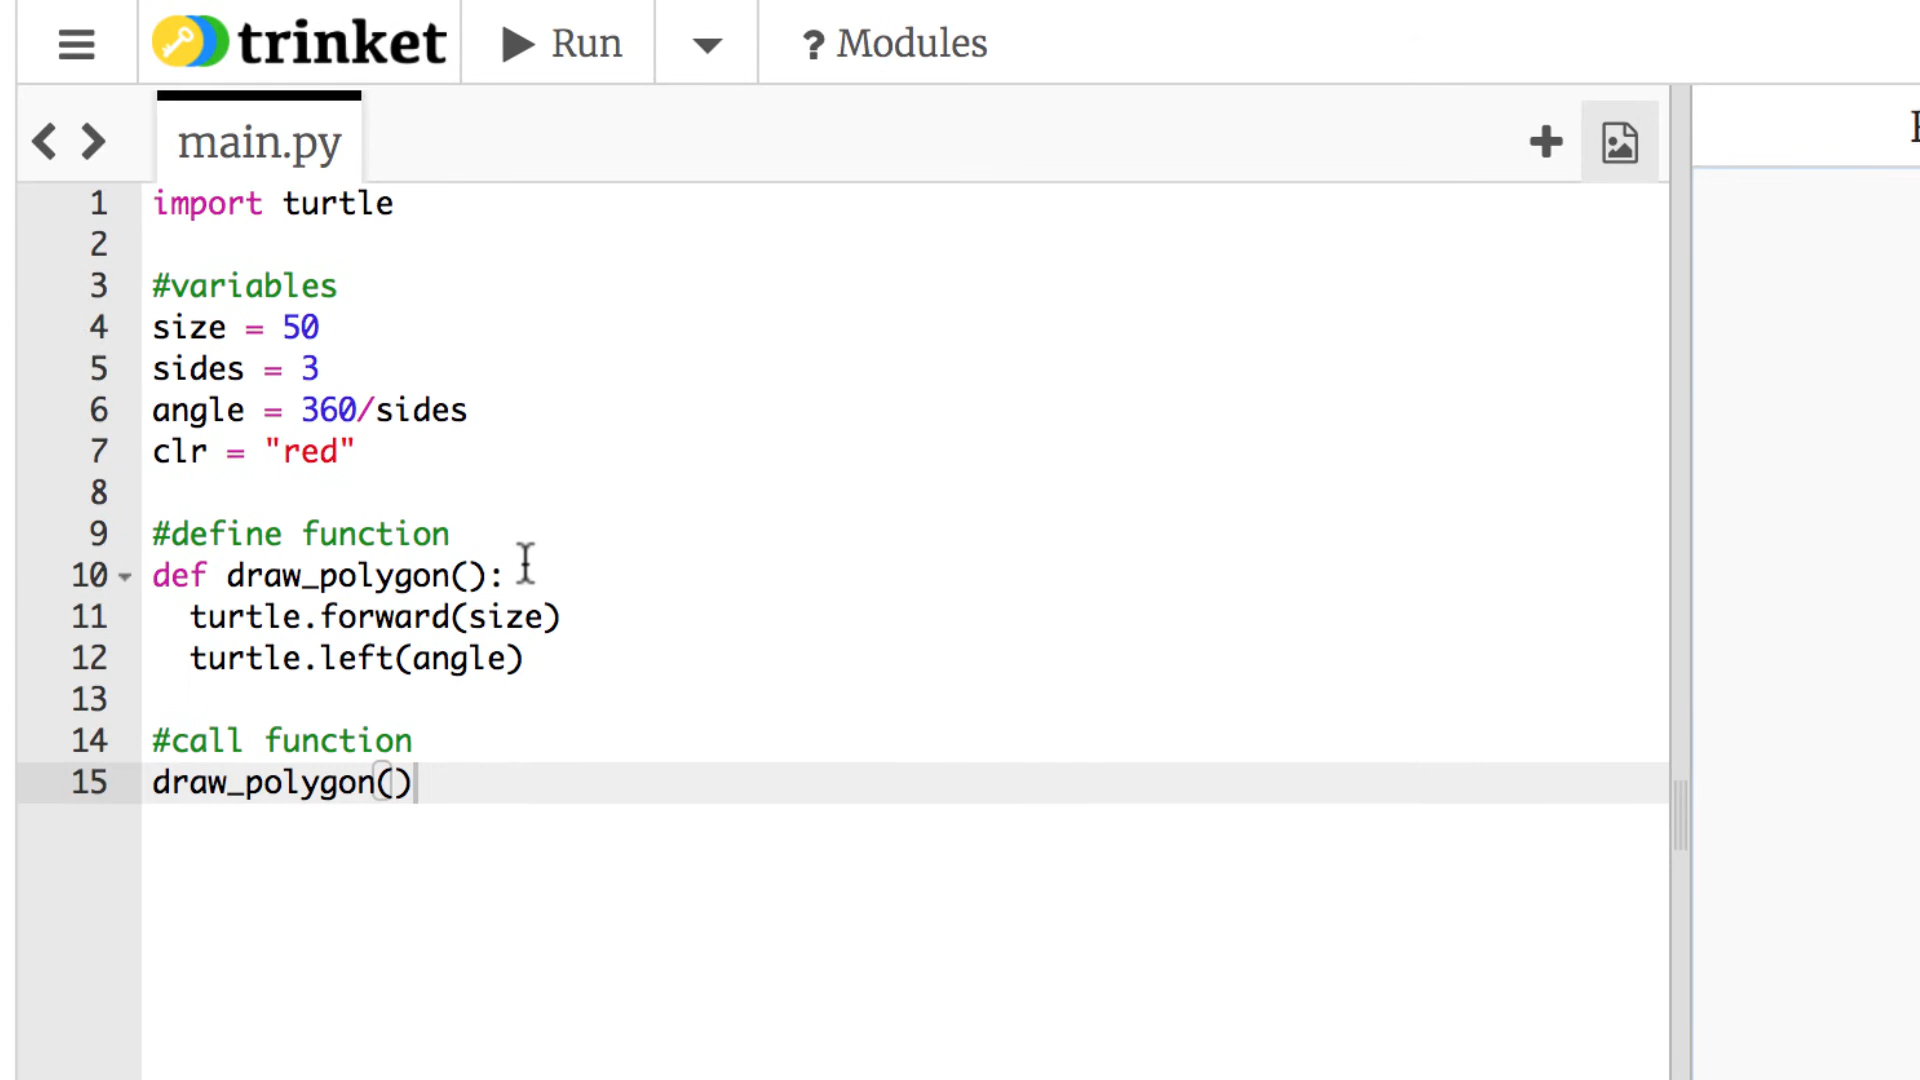 trinket Run ? Modules
main.py +
1 import turtle
2
3 #variables
4 size = 50
5 sides = 3
6 angle = 360/sides
7 clr = "red"
8
9 #define function
10 def draw_polygon():
11 turtle.forward(size)
12 turtle.left(angle)
13
14 #call function
15 draw_polygon()